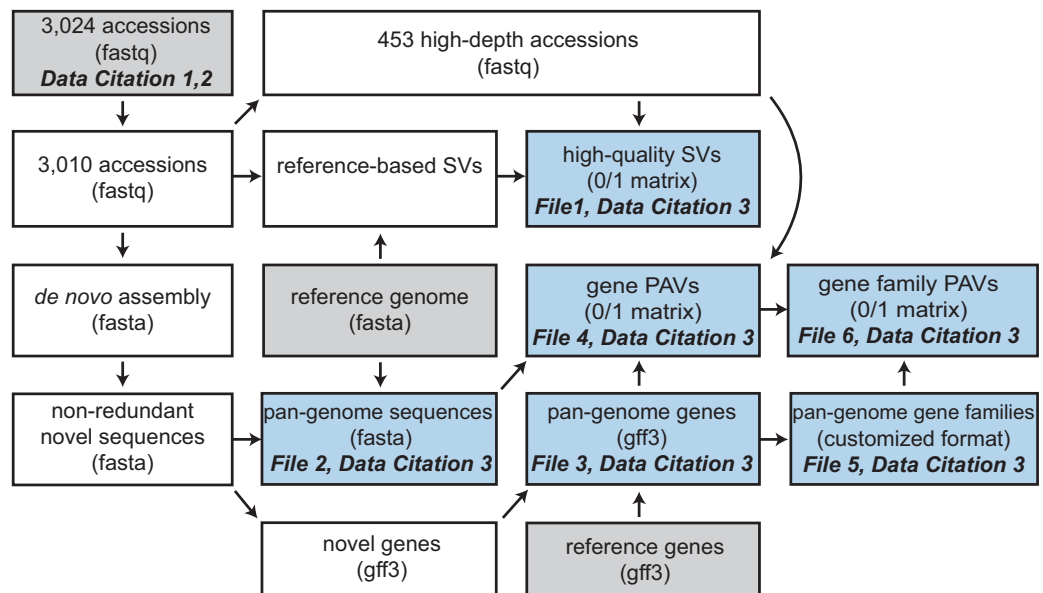 3,024 accessions
(fastq)
Data Citation 1,2
453 high-depth accessions
(fastq)
3,010 accessions
(fastq)
reference-based SVs
high-quality SVs
(0/1 matrix)
File1, Data Citation 3
de novo assembly
(fasta)
reference genome
(fasta)
gene PAVs
(0/1 matrix)
File 4, Data Citation 3
gene family PAVs
(0/1 matrix)
File 6, Data Citation 3
non-redundant
novel sequences
(fasta)
pan-genome sequences
(fasta)
File 2, Data Citation 3
pan-genome genes
(gff3)
File 3, Data Citation 3
pan-genome gene families
(customized format)
File 5, Data Citation 3
novel genes
(gff3)
reference genes
(gff3)